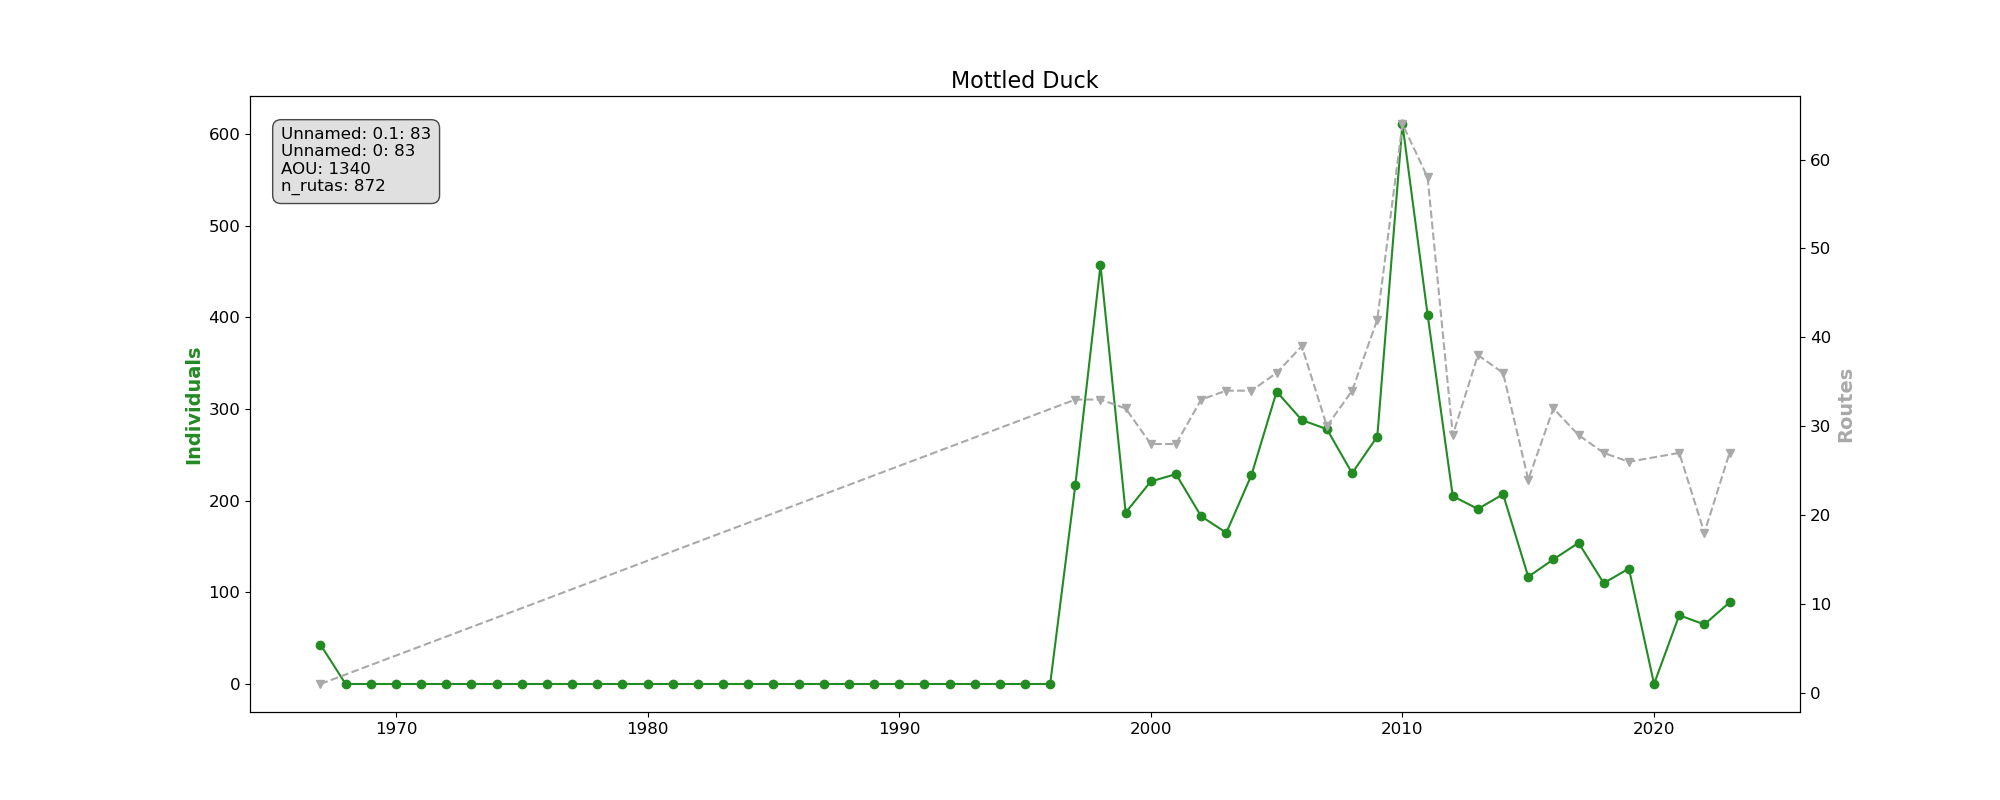 Mottled Duck
Unnamed: 0.1: 83
Unnamed: 0: 83
AOU: 1340
n_rutas: 872
600
500
400
300
200
100
0
Individuals
60
50
40
30
20
10
0
Routes
1970 1980 1990 2000 2010 2020